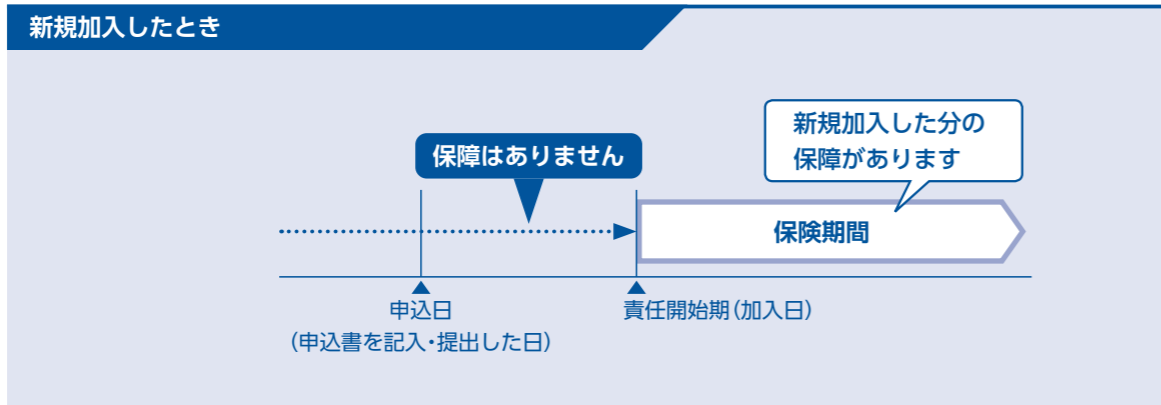 新規加入したとき
新規加入した分の
保障があります
保障はありません
保険期間
申込日
（申込書を記入・提出した日）
責任開始期（加入日）